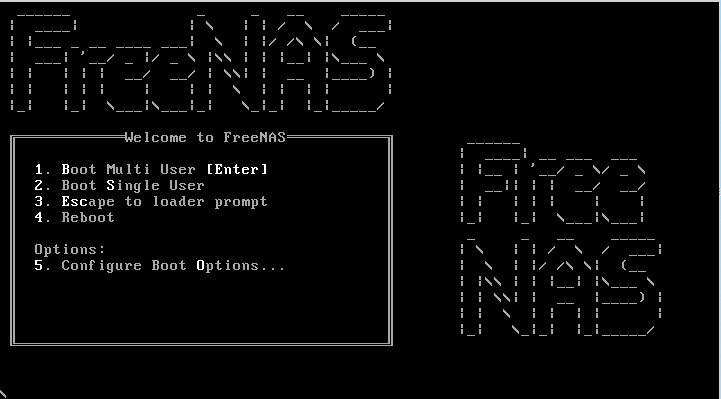 FreeNAS
Welcome to FreeNAS
1. Boot Multi User [Enter]
2. Boot Single User
3. Escape to loader prompt
4. Reboot
Options:
5. Configure Boot Options...
Free
NAS